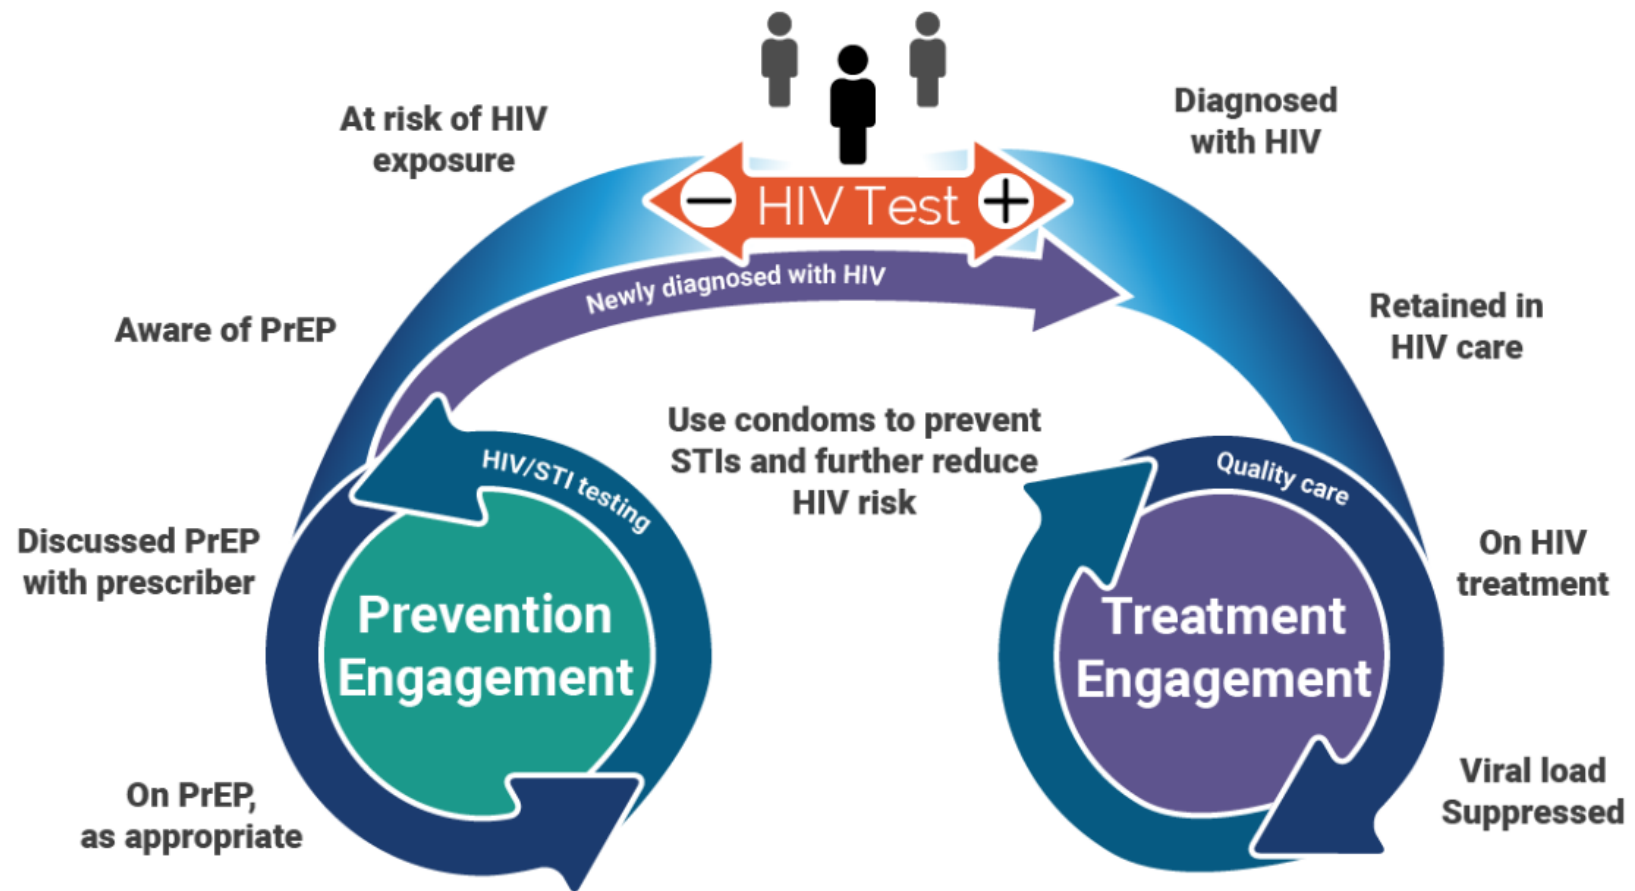 At risk of HIV
exposure
Diagnosed
with HIV
− HIV Test +
Newly diagnosed with HIV
Aware of PrEP
Retained in
HIV care
Use condoms to prevent
STIs and further reduce
HIV risk
HIV/STI testing
Quality care
Discussed PrEP
with prescriber
On HIV
treatment
Prevention
Engagement
Treatment
Engagement
On PrEP,
as appropriate
Viral load
Suppressed